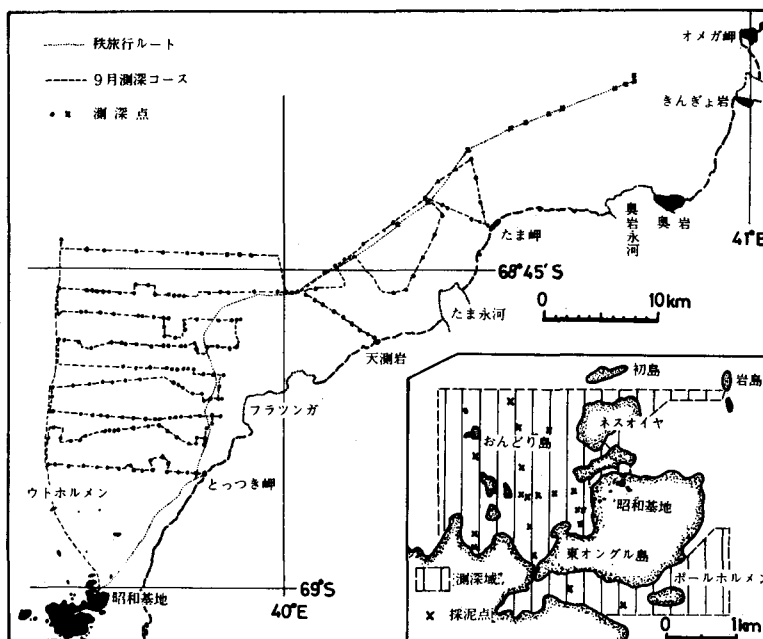 秩旅行ルート
9月測深コース
測深点
オメガ岬
きんぎょ岩
奥岩
奥岩氷河
41°E
たま岬
68°45′S
0 10km
たま氷河
天測岩
フラツンガ
とっつき岬
ウトホルメン
昭和基地
69°S
40°E
初島
岩島
ネスオイヤ
おんどり島
昭和基地
東オングル島
測深域
ポールホルメン
採泥点
0 1km